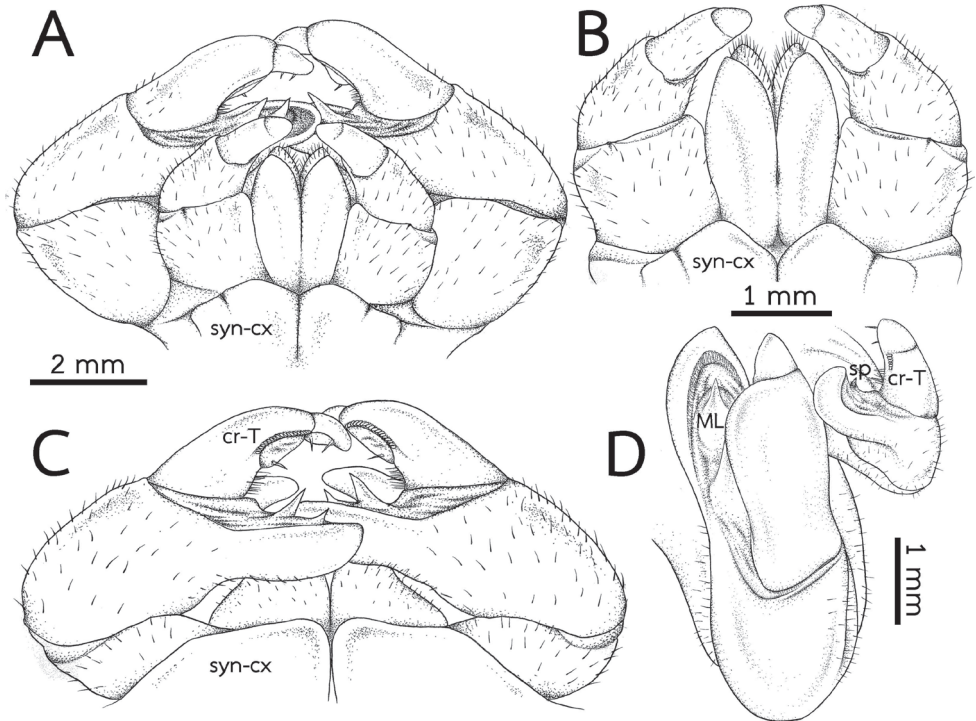 A
B
syn-cx
syn-cx
1 mm
2 mm
C
cr-T
D
ML
sp
cr-T
1 mm
syn-cx